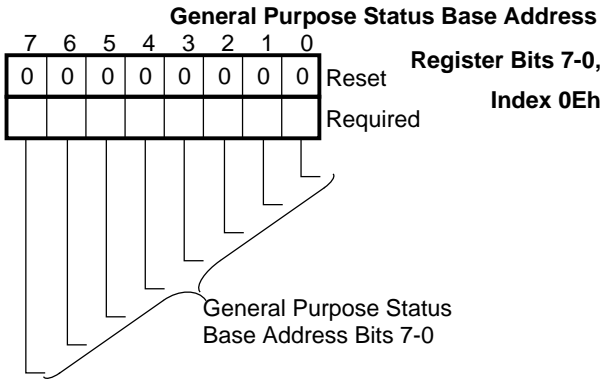 General Purpose Status Base Address
Register Bits 7-0,
Index 0Eh
7 6 5 4 3 2 1 0
0 0 0 0 0 0 0 0 Reset
Required
General Purpose Status
Base Address Bits 7-0